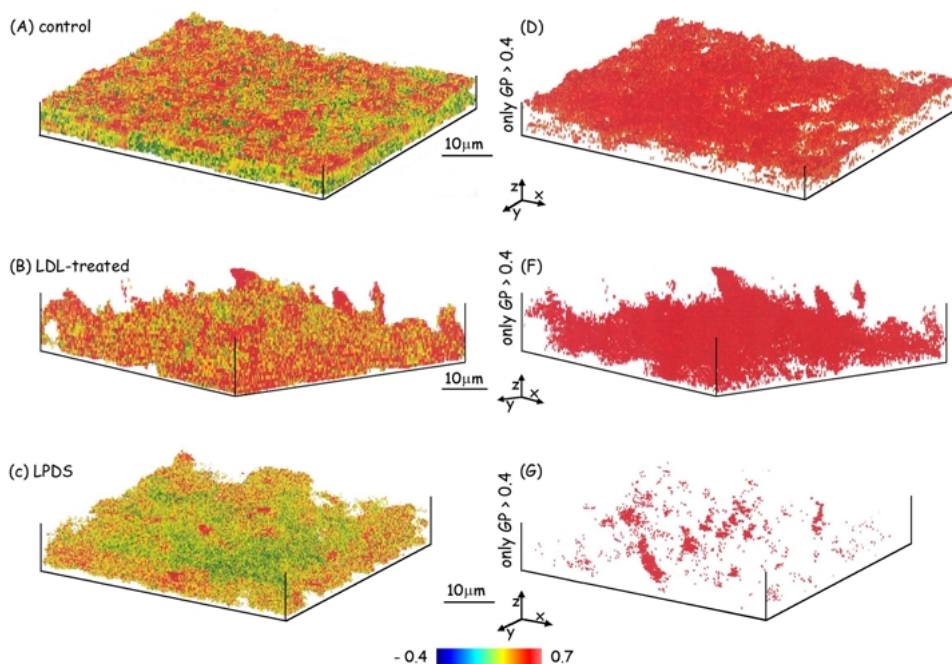 (A) control
(D)
only GP > 0.4
10μm
z
x
y
(B) LDL-treated
(F)
only GP > 0.4
10μm
z
y
x
(c) LPDS
(G)
only GP > 0.4
10μm
z
x
y
- 0.4
0.7